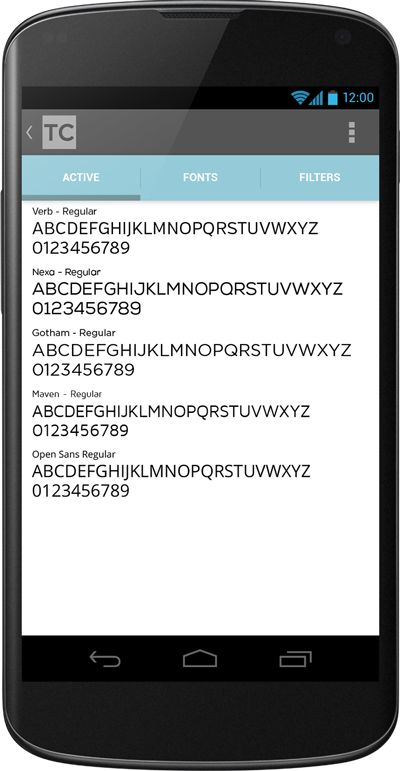 12:00
TC
ACTIVE FONTS FILTERS
Verb - Regular
ABCDEFGHIJKLMNOPQRSTUVWXYZ
0123456789
Nexa - Regular
ABCDEFGHIJKLMNOPQRSTUVWXYZ
0123456789
Gotham - Regular
ABCDEFGHIJKLMNOPQRSTUVWXYZ
0123456789
Maven - Regular
ABCDEFGHIJKLMNOPQRSTUVWXYZ
0123456789
Open Sans Regular
ABCDEFGHIJKLMNOPQRSTUVWXYZ
0123456789